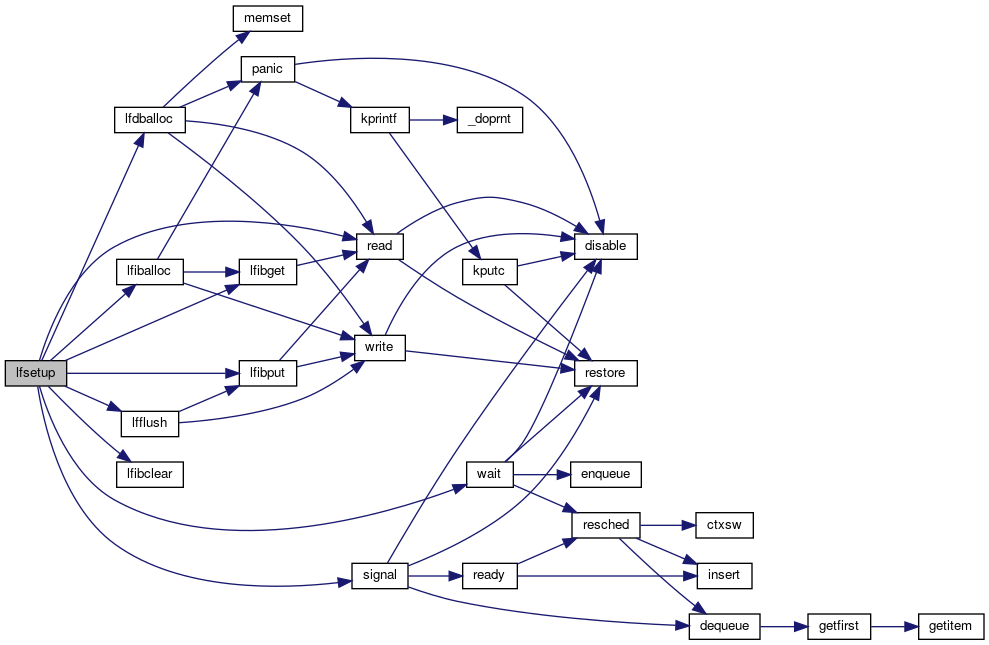 memset
panic
lfdballoc
kprintf
_doprnt
read
disable
lfiballoc
lfibget
kputc
write
lfsetup
lfibput
restore
lfflush
lfibclear
wait
enqueue
resched
ctxsw
signal
ready
insert
dequeue
getfirst
getitem